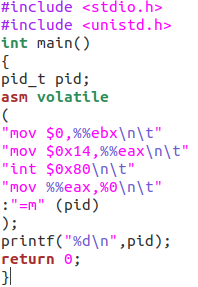 #include <stdio.h>
#include <unistd.h>
int main()
{
pid_t pid;
asm volatile
(
"mov $0,%%ebx\n\t"
"mov $0x14,%%eax\n\t"
"int $0x80\n\t"
"mov %%eax,%0\n\t"
:"=m" (pid)
);
printf("%d\n",pid);
return 0;
}